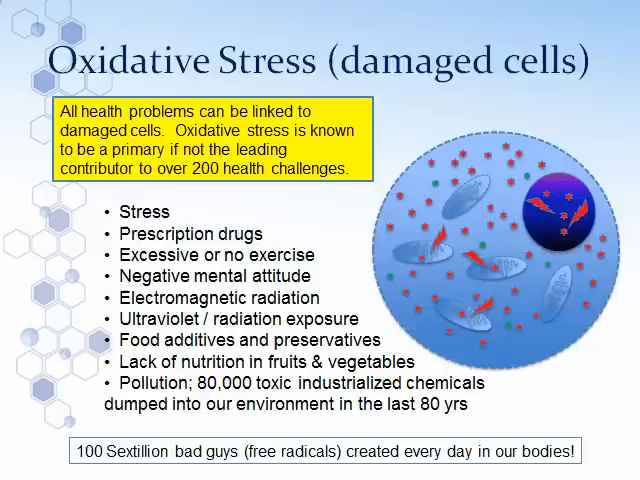 Oxidative Stress (damaged cells)
All health problems can be linked to
damaged cells. Oxidative stress is known
to be a primary if not the leading
contributor to over 200 health challenges.
• Stress
• Prescription drugs
• Excessive or no exercise
• Negative mental attitude
• Electromagnetic radiation
• Ultraviolet / radiation exposure
• Food additives and preservatives
• Lack of nutrition in fruits & vegetables
• Pollution; 80,000 toxic industrialized chemicals
dumped into our environment in the last 80 yrs
100 Sextillion bad guys (free radicals) created every day in our bodies!